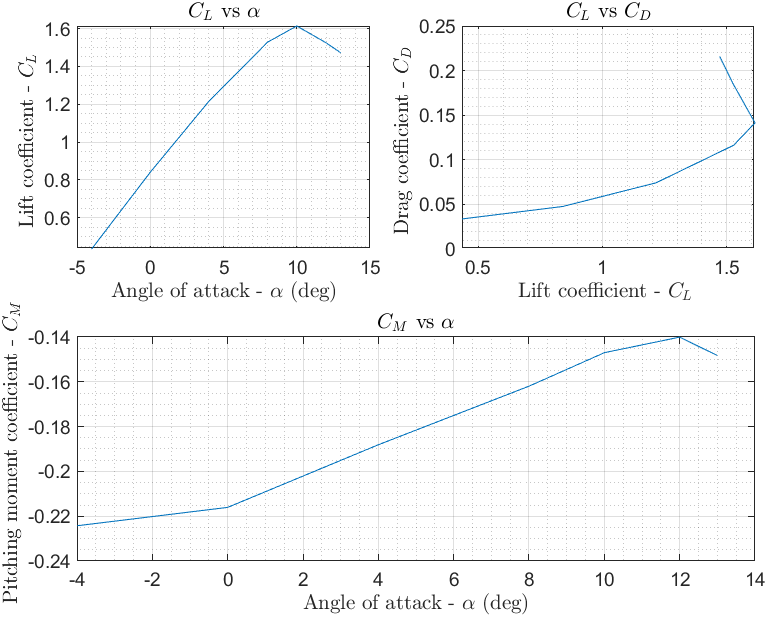 C_L vs α
Lift coefficient - C_L
1.6
1.4
1.2
1
0.8
0.6
-5 0 5 10 15
Angle of attack - α (deg)
C_L vs C_D
Drag coefficient - C_D
0.25
0.2
0.15
0.1
0.05
0
0.5 1 1.5
Lift coefficient - C_L
C_M vs α
Pitching moment coefficient - C_M
-0.14
-0.16
-0.18
-0.2
-0.22
-0.24
-4 -2 0 2 4 6 8 10 12 14
Angle of attack - α (deg)